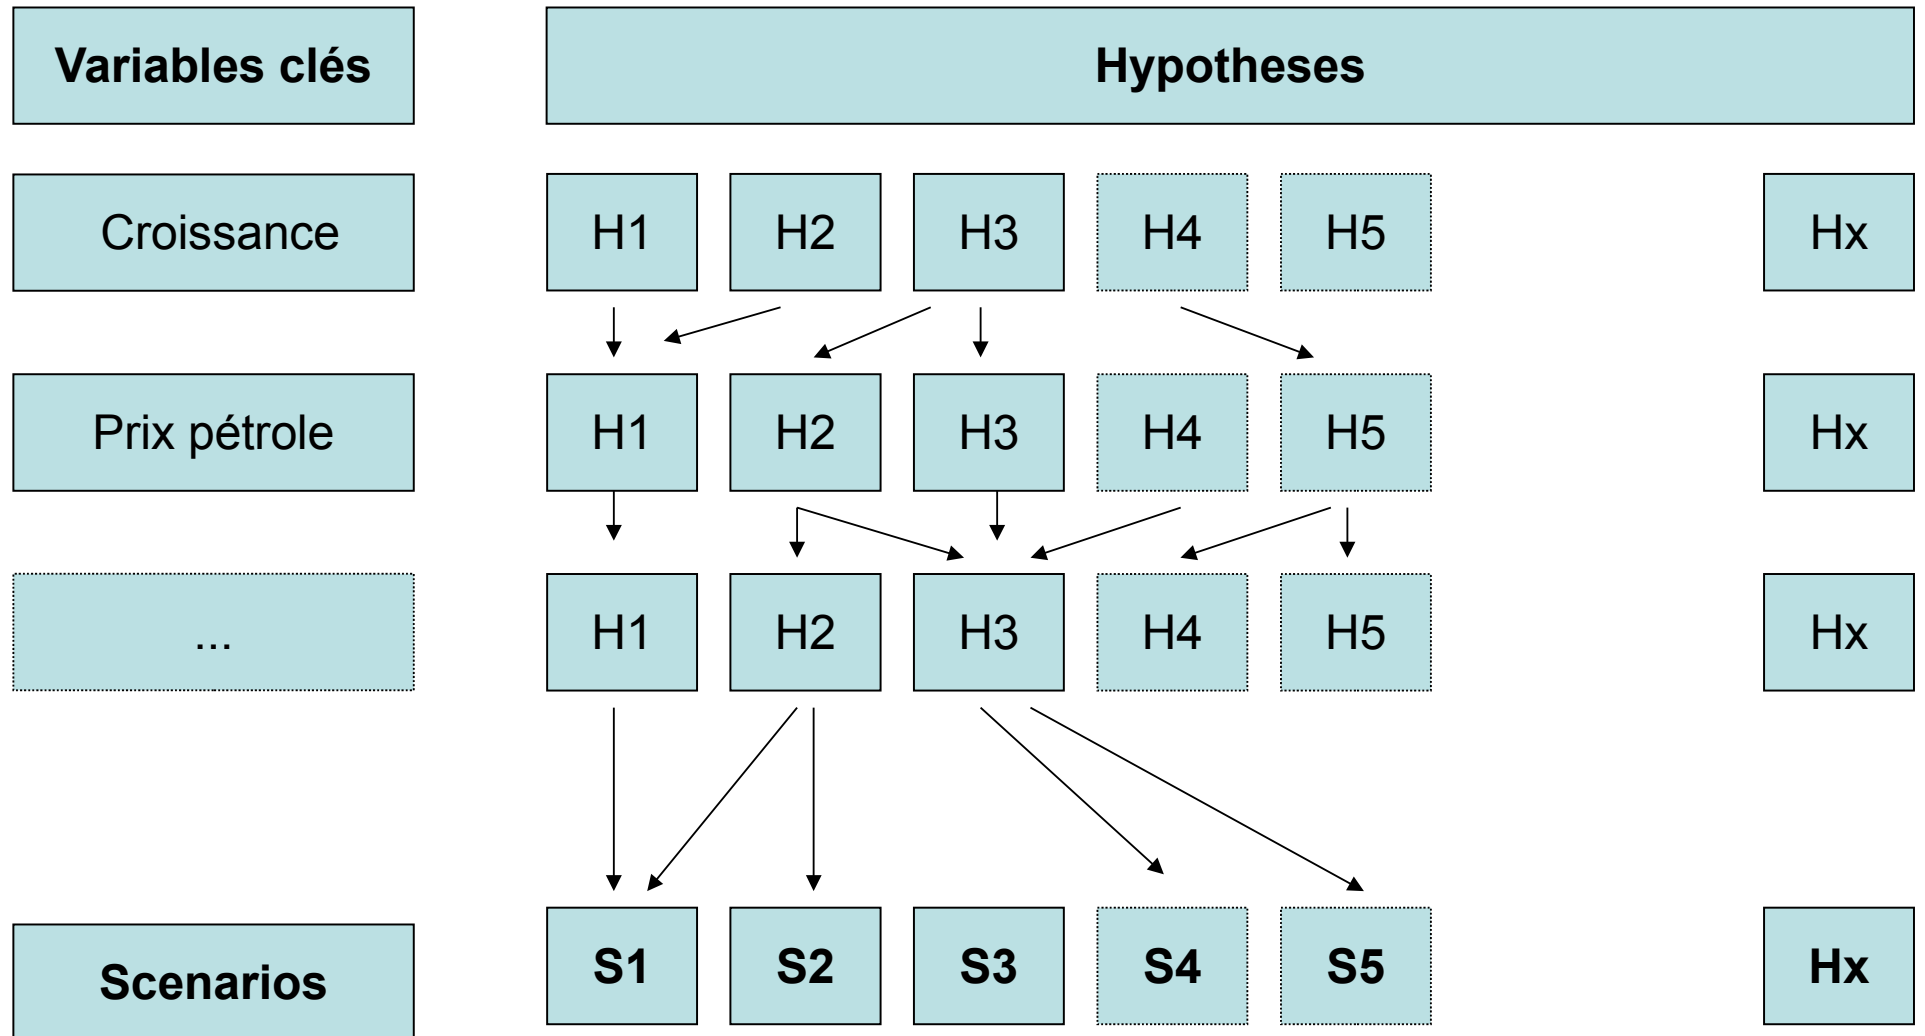 Variables clés
Hypotheses
Croissance
H1
H2
H3
H4
H5
Hx
Prix pétrole
H1
H2
H3
H4
H5
Hx
...
H1
H2
H3
H4
H5
Hx
Scenarios
S1
S2
S3
S4
S5
Hx